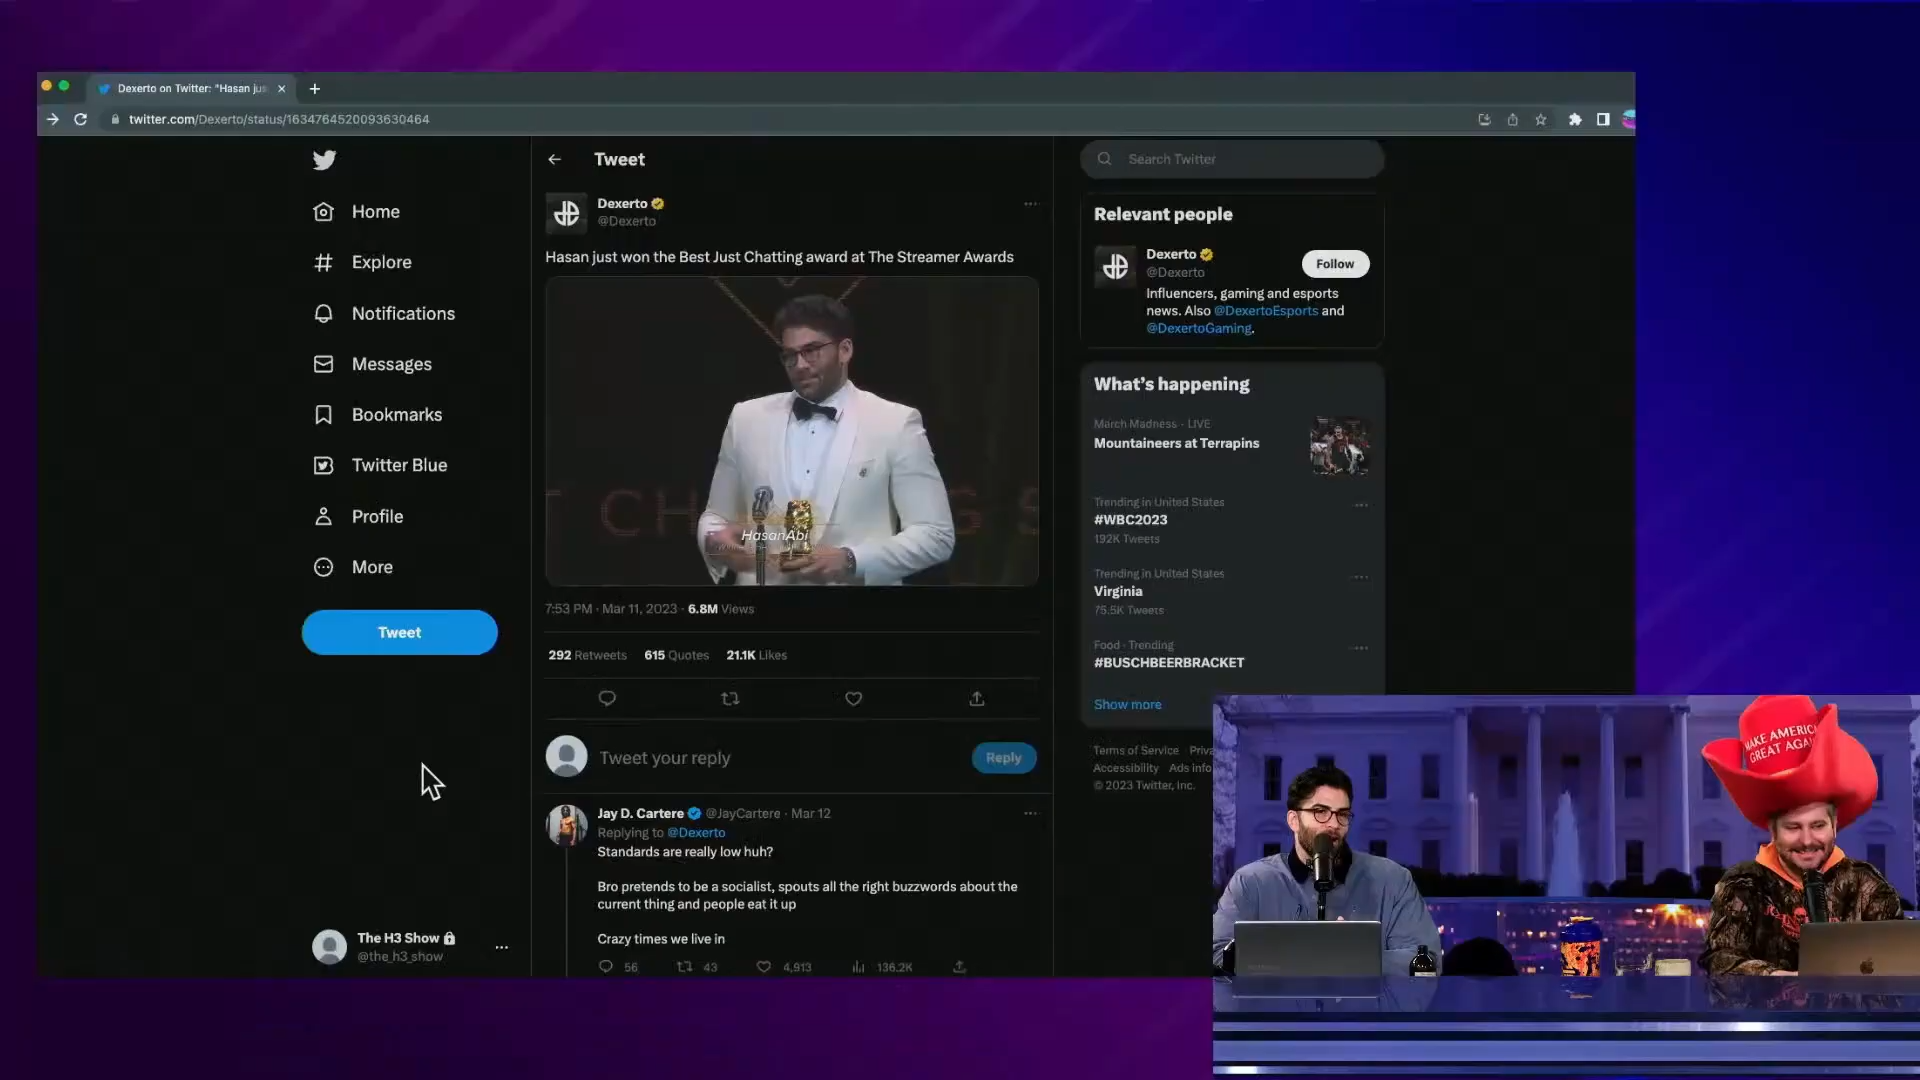 Dexerto on Twitter: "Hasan jus
twitter.com/Dexerto/status/1634764520093630464
Home
Explore
Notifications
Messages
Bookmarks
Twitter Blue
Profile
More
Tweet
The H3 Show
@the_h3_show
Tweet
Dexerto
@Dexerto
Hasan just won the Best Just Chatting award at The Streamer Awards
T CH
G S
HasanAbi
7:53 PM · Mar 11, 2023 · 6.8M Views
292 Retweets 615 Quotes 21.1K Likes
Tweet your reply
Reply
Jay D. Cartere @JayCartere · Mar 12
Replying to @Dexerto
Standards are really low huh?
Bro pretends to be a socialist, spouts all the right buzzwords about the
current thing and people eat it up
Crazy times we live in
56 43 4,913 136.2K
Search Twitter
Relevant people
Dexerto
@Dexerto
Follow
Influencers, gaming and esports
news. Also @DexertoEsports and
@DexertoGaming.
What's happening
March Madness · LIVE
Mountaineers at Terrapins
Trending in United States
#WBC2023
192K Tweets
Trending in United States
Virginia
75.5K Tweets
Food · Trending
#BUSCHBEERBRACKET
Show more
Terms of Service Priva
Accessibility Ads info
© 2023 Twitter, Inc.
MAKE AMERICA
GREAT AGAI